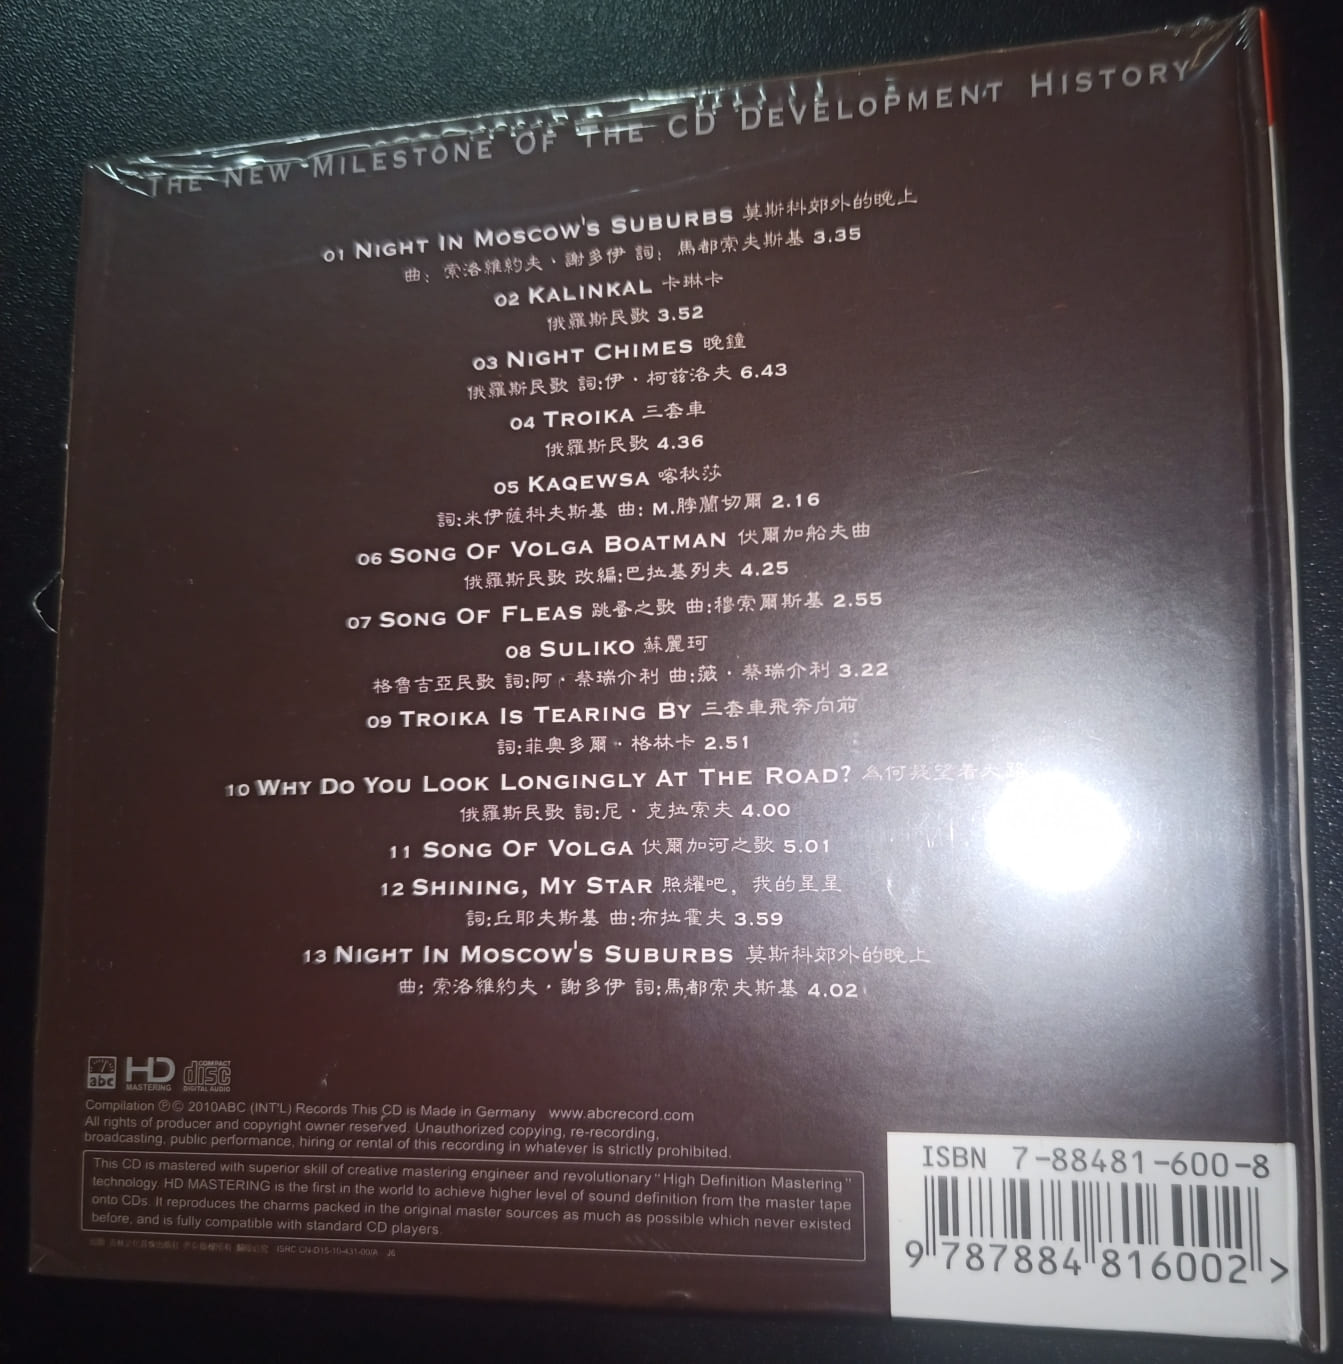 THE NEW MILESTONE OF THE CD DEVELOPMENT HISTORY
01 NIGHT IN MOSCOW'S SUBURBS 莫斯科郊外的晚上
曲: 索洛維約夫·謝多伊 詞: 馬都索夫斯基 3.35
02 KALINKAL 卡琳卡
俄羅斯民歌 3.52
03 NIGHT CHIMES 晚鐘
俄羅斯民歌 詞:伊·柯茲洛夫 6.43
04 TROIKA 三套車
俄羅斯民歌 4.36
05 KAQEWSA 喀秋莎
詞:米伊薩科夫斯基 曲: M.脖蘭切爾 2.16
06 SONG OF VOLGA BOATMAN 伏爾加船夫曲
俄羅斯民歌 改編:巴拉基列夫 4.25
07 SONG OF FLEAS 跳蚤之歌 曲:穆索爾斯基 2.55
08 SULIKO 蘇麗珂
格魯吉亞民歌 詞:阿·蔡瑞介利 曲:薇·蔡瑞介利 3.22
09 TROIKA IS TEARING BY 三套車飛奔向前
詞:菲奧多爾·格林卡 2.51
10 WHY DO YOU LOOK LONGINGLY AT THE ROAD? 為何凝望着大路
俄羅斯民歌 詞:尼·克拉索夫 4.00
11 SONG OF VOLGA 伏爾加河之歌 5.01
12 SHINING, MY STAR 照耀吧, 我的星星
詞:丘耶夫斯基 曲:布拉霍夫 3.59
13 NIGHT IN MOSCOW'S SUBURBS 莫斯科郊外的晚上
曲: 索洛維約夫·謝多伊 詞:馬都索夫斯基 4.02
abc HD MASTERING COMPACT disc DIGITAL AUDIO
Compilation ℗© 2010ABC (INT'L) Records This CD is Made in Germany www.abcrecord.com
All rights of producer and copyright owner reserved. Unauthorized copying, re-recording,
broadcasting, public performance, hiring or rental of this recording in whatever is strictly prohibited.
This CD is mastered with superior skill of creative mastering engineer and revolutionary "High Definition Mastering"
technology. HD MASTERING is the first in the world to achieve higher level of sound definition from the master tape
onto CDs. It reproduces the charms packed in the original master sources as much as possible which never existed
before, and is fully compatible with standard CD players.
ISRC CN-D15-10-431-00/A J6
ISBN 7-88481-600-8
9 787884 816002 >